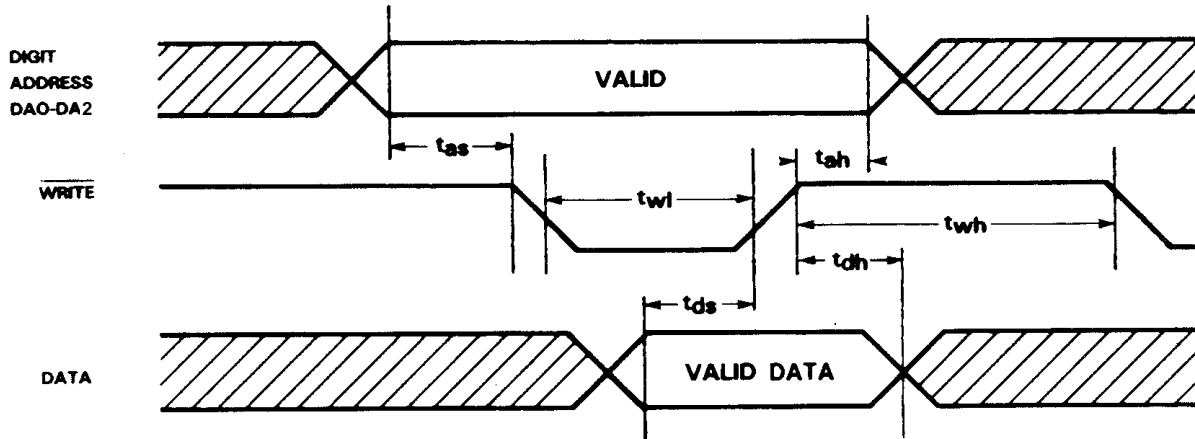 DIGIT
ADDRESS
DA0-DA2
VALID
tas
tah
WRITE
twl
twh
tdh
tds
DATA
VALID DATA